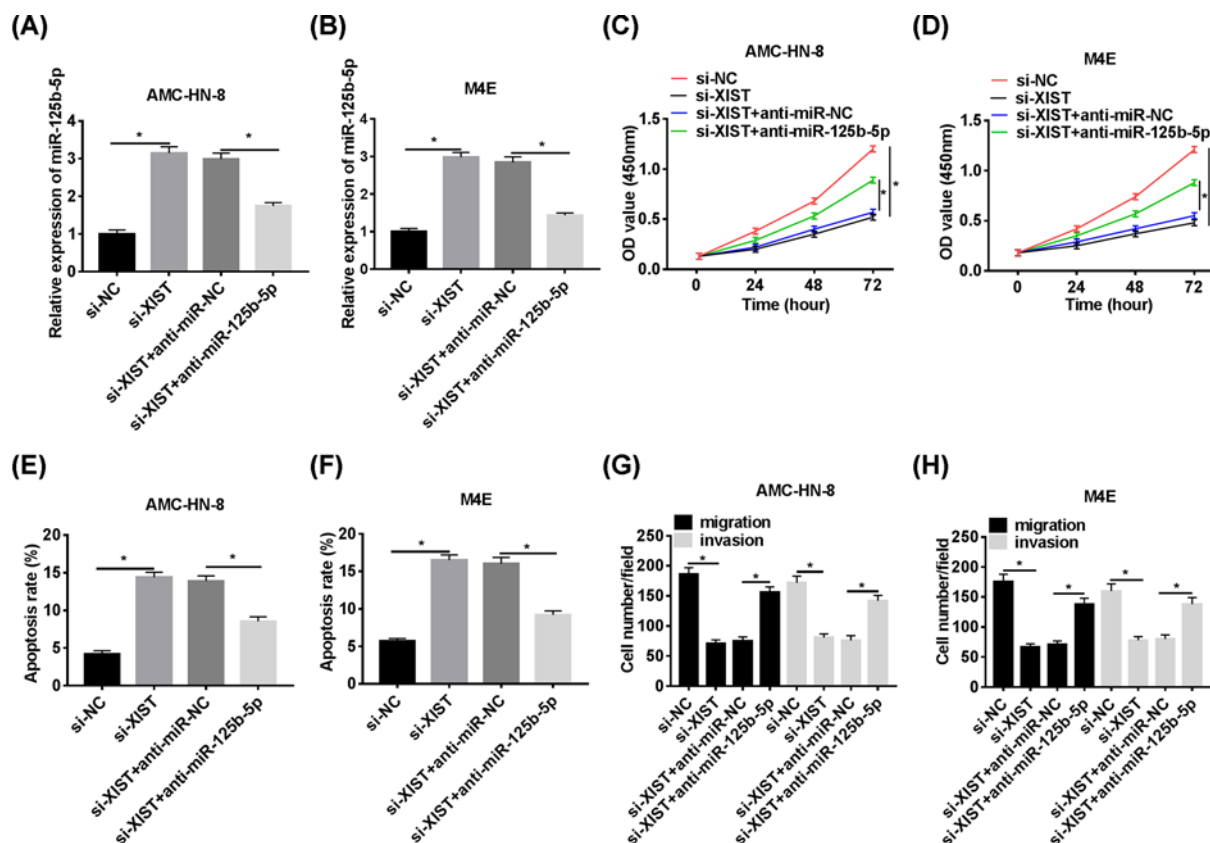 (A)
AMC-HN-8
Relative expression of miR-125b-5p
4
3
2
1
0
*
*
si-NC
si-XIST
si-XIST+anti-miR-NC
si-XIST+anti-miR-125b-5p
(B)
M4E
Relative expression of miR-125b-5p
4
3
2
1
0
*
*
si-NC
si-XIST
si-XIST+anti-miR-NC
si-XIST+anti-miR-125b-5p
(C)
AMC-HN-8
si-NC
si-XIST
si-XIST+anti-miR-NC
si-XIST+anti-miR-125b-5p
OD value (450nm)
1.0
0.5
0.0
*
*
0 24 48 72
Time (hour)
(D)
M4E
si-NC
si-XIST
si-XIST+anti-miR-NC
si-XIST+anti-miR-125b-5p
OD value (450nm)
1.0
0.5
0.0
*
0 24 48 72
Time (hour)
(E)
AMC-HN-8
Apoptosis rate (%)
20
15
10
5
0
*
*
si-NC
si-XIST
si-XIST+anti-miR-NC
si-XIST+anti-miR-125b-5p
(F)
M4E
Apoptosis rate (%)
20
15
10
5
0
*
*
si-NC
si-XIST
si-XIST+anti-miR-NC
si-XIST+anti-miR-125b-5p
(G)
AMC-HN-8
migration
invasion
Cell number/field
250
200
150
100
50
0
*
*
*
*
si-NC
si-XIST
si-XIST+anti-miR-NC
si-XIST+anti-miR-125b-5p
si-NC
si-XIST
si-XIST+anti-miR-NC
si-XIST+anti-miR-125b-5p
(H)
M4E
migration
invasion
Cell number/field
250
200
150
100
50
0
*
*
*
*
si-NC
si-XIST
si-XIST+anti-miR-NC
si-XIST+anti-miR-125b-5p
si-NC
si-XIST
si-XIST+anti-miR-NC
si-XIST+anti-miR-125b-5p